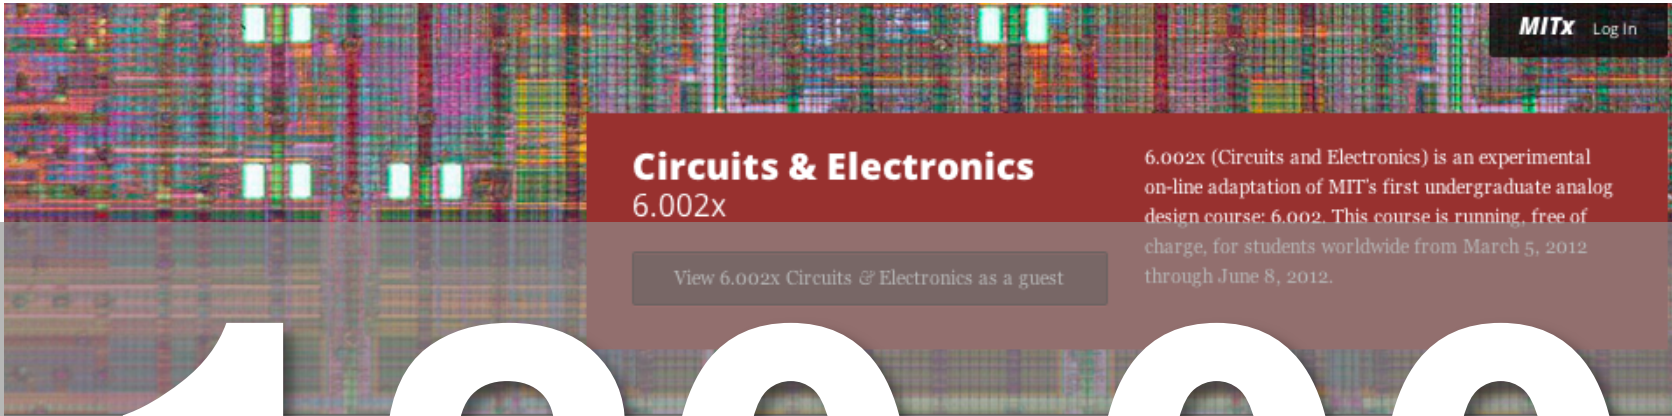 MITx Log In
Circuits & Electronics
6.002x
View 6.002x Circuits & Electronics as a guest
6.002x (Circuits and Electronics) is an experimental
on-line adaptation of MIT's first undergraduate analog
design course: 6.002. This course is running, free of
charge, for students worldwide from March 5, 2012
through June 8, 2012.